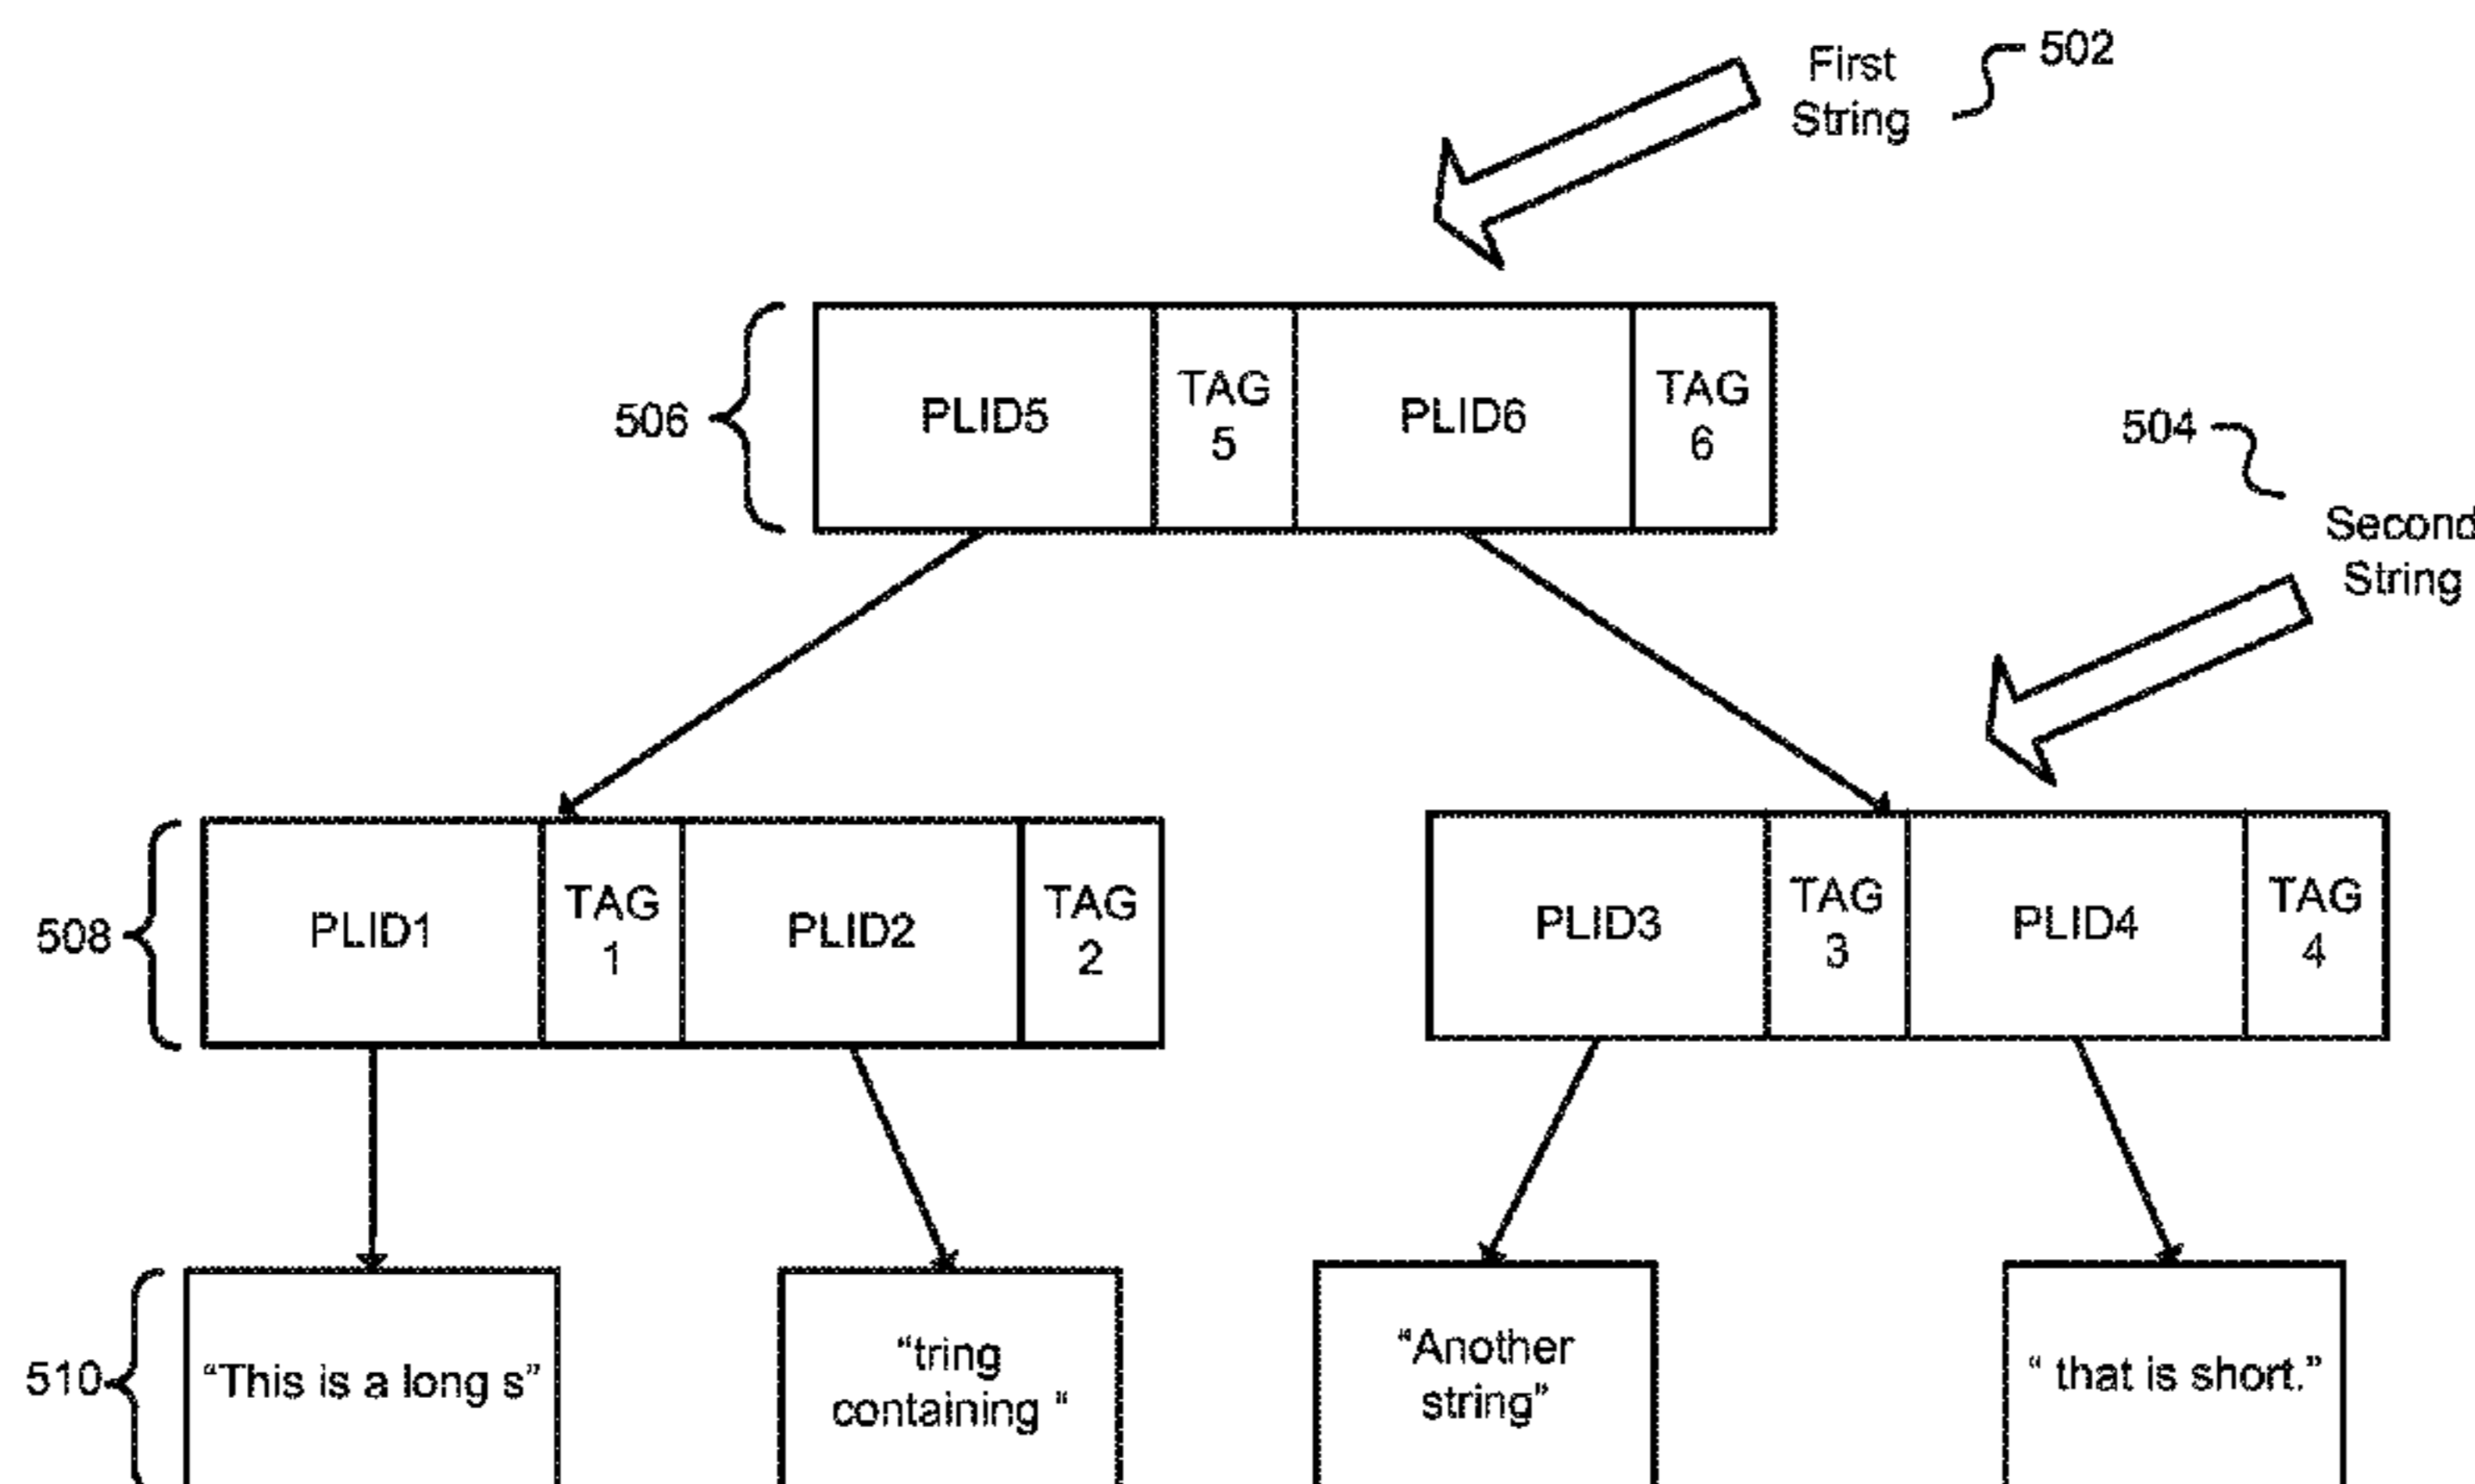 First
String
502
506
PLID5
TAG
5
PLID6
TAG
6
504
Second
String
508
PLID1
TAG
1
PLID2
TAG
2
PLID3
TAG
3
PLID4
TAG
4
510
“This is a long s”
“tring
containing “
“Another
string”
“ that is short.”